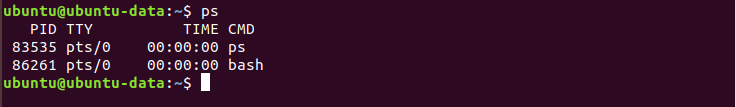 ubuntu@ubuntu-data:~$ ps
   PID TTY          TIME CMD
 83535 pts/0    00:00:00 ps
 86261 pts/0    00:00:00 bash
ubuntu@ubuntu-data:~$